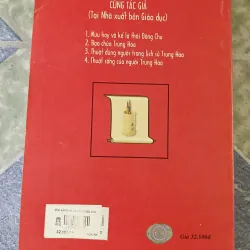 CÙNG TÁC GIẢ
(Tại Nhà xuất bản Giáo dục)
1. Mưu hay và kế lạ thời Đông Chu
2. Bạo chúa Trung Hoa
3. Thuật dùng người trong lịch sử Trung Hoa
4. Thuật sống của người Trung Hoa